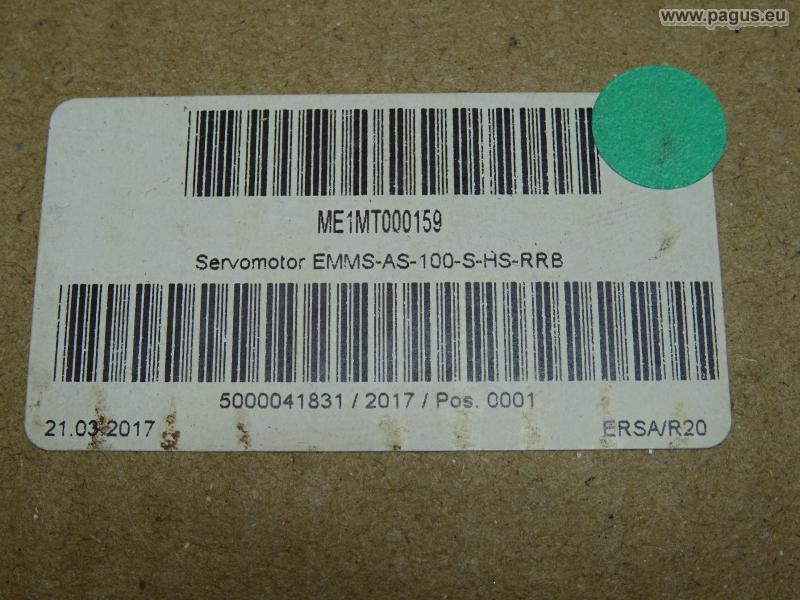 www.pagus.eu
ME1MT000159
Servomotor EMMS-AS-100-S-HS-RRB
5000041831 / 2017 / Pos. 0001
21.03.2017 ERSA/R20